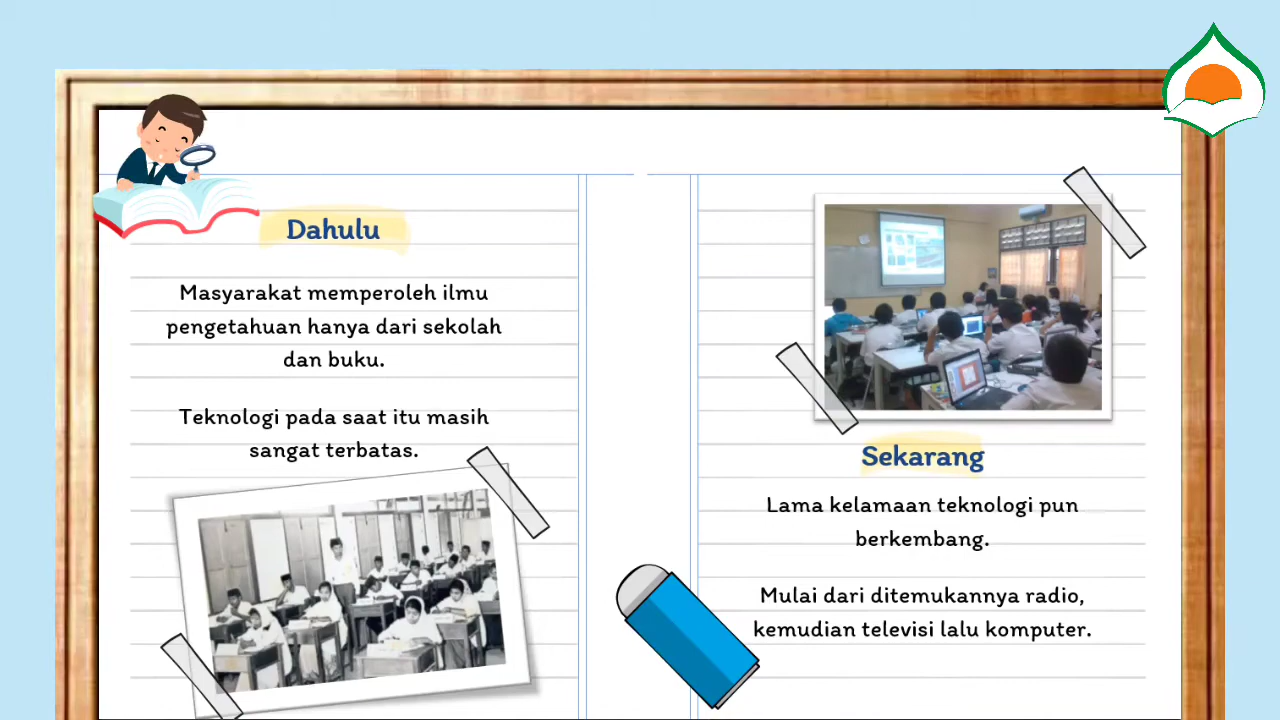 Dahulu
Masyarakat memperoleh ilmu
pengetahuan hanya dari sekolah
dan buku.
Teknologi pada saat itu masih
sangat terbatas.
Sekarang
Lama kelamaan teknologi pun
berkembang.
Mulai dari ditemukannya radio,
kemudian televisi lalu komputer.